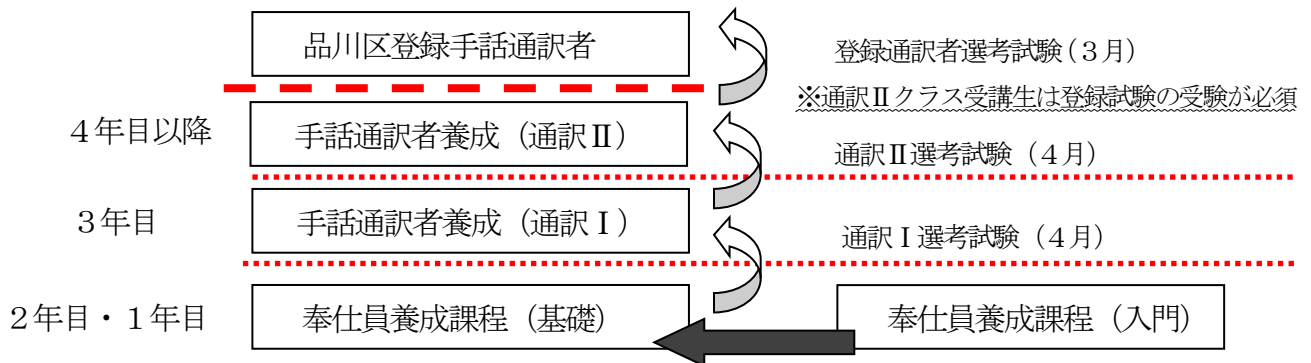 品川区登録手話通訳者
登録通訳者選考試験（３月）
※通訳Ⅱクラス受講生は登録試験の受験が必須
４年目以降
手話通訳者養成（通訳Ⅱ）
通訳Ⅱ選考試験（４月）
３年目
手話通訳者養成（通訳Ⅰ）
通訳Ⅰ選考試験（４月）
２年目・１年目
奉仕員養成課程（基礎）
奉仕員養成課程（入門）